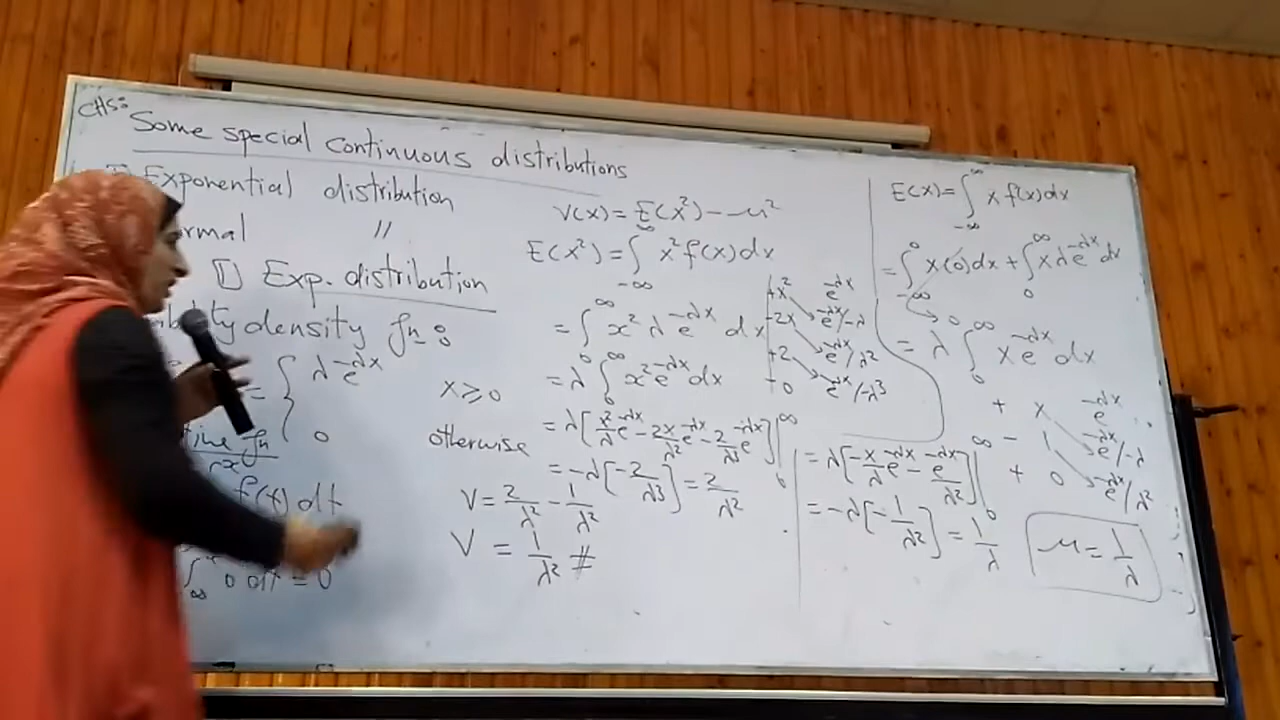 CH5:
Some special continuous distributions
Exponential distribution
〃
[1] Exp. distribution
density fn:
= { λe^{-λx} x ≥ 0
0 otherwise
f(t) dt
0 dt = 0
V(x) = E(x²) - μ²
E(x²) = ∫_{-∞}^{∞} x² f(x) dx
= ∫_0^∞ x² λ e^{-λx} dx
= λ ∫_0^∞ x² e^{-λx} dx
+x² e^{-λx}
-2x e^{-λx}/-λ
+2 e^{-λx}/λ²
-0 e^{-λx}/-λ³
= λ[x²/λ e^{-λx} - 2x/λ² e^{-λx} - 2/λ³ e^{-λx}]|_0^∞
= -λ[-2/λ³] = 2/λ²
V = 2/λ² - 1/λ²
V = 1/λ² #
E(x) = ∫_{-∞}^{∞} x f(x) dx
= ∫_{-∞}^0 x(0) dx + ∫_0^∞ x λ e^{-λx} dx
→ 0
= λ ∫_0^∞ x e^{-λx} dx
+ x e^{-λx}
- 1 e^{-λx}/-λ
+ 0 e^{-λx}/λ²
= λ[-x/λ e^{-λx} - e^{-λx}/λ²]|_0^∞
= -λ[-1/λ²] = 1/λ
μ = 1/λ